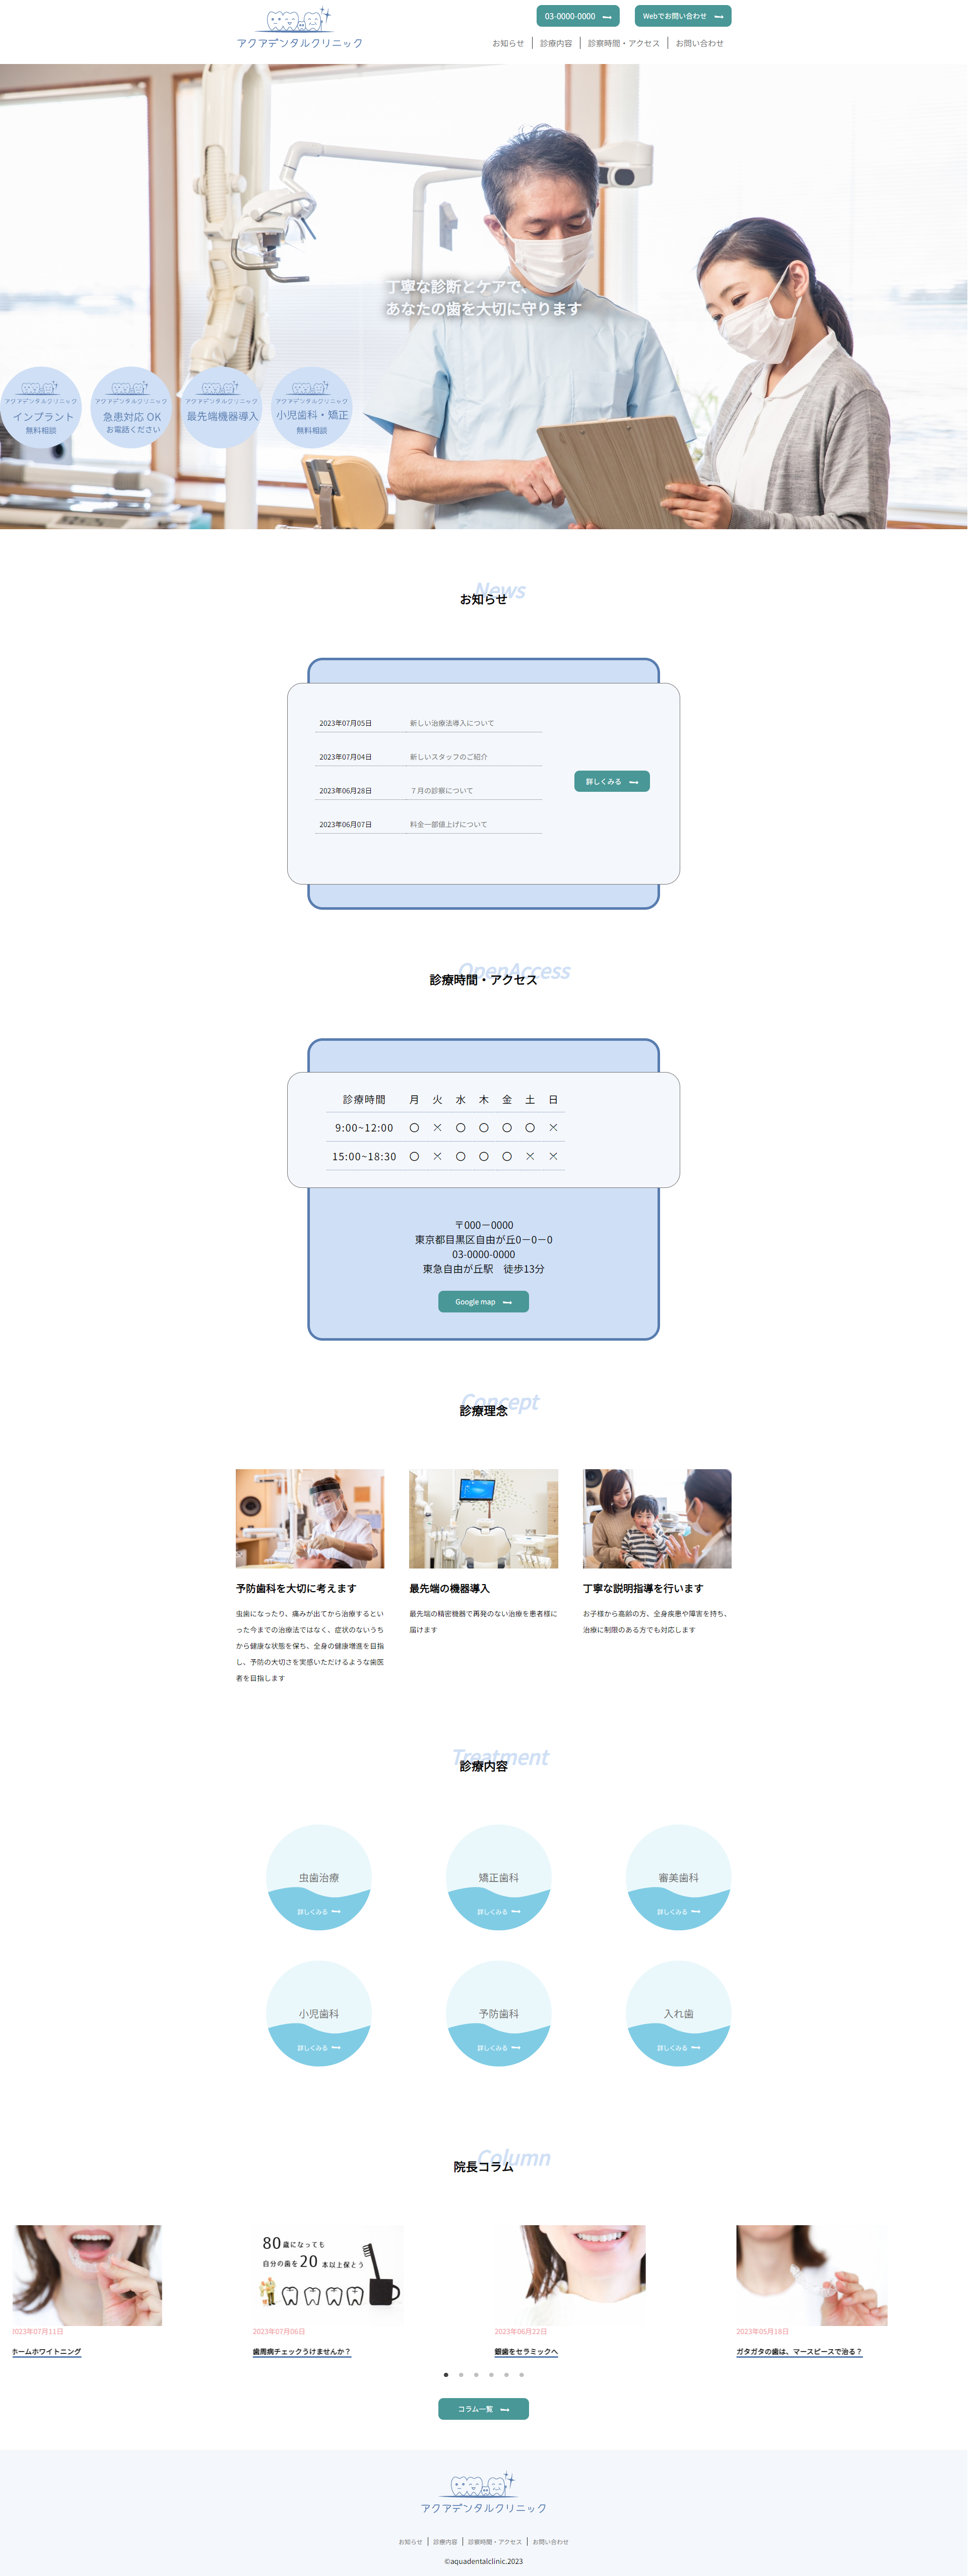 アクアデンタルクリニック
03-0000-0000
Webでお問い合わせ
お知らせ
診療内容
診察時間・アクセス
お問い合わせ
丁寧な診断とケアで、
あなたの歯を大切に守ります
アクアデンタルクリニック
インプラント
無料相談
アクアデンタルクリニック
急患対応 OK
お電話ください
アクアデンタルクリニック
最先端機器導入
アクアデンタルクリニック
小児歯科・矯正
無料相談
News
お知らせ
2023年07月05日 新しい治療法導入について
2023年07月04日 新しいスタッフのご紹介
2023年06月28日 ７月の診察について
2023年06月07日 料金一部値上げについて
詳しくみる
OpenAccess
診療時間・アクセス
診療時間 月 火 水 木 金 土 日
9:00~12:00 〇 × 〇 〇 〇 〇 ×
15:00~18:30 〇 × 〇 〇 〇 × ×
〒000－0000
東京都目黒区自由が丘0－0－0
03-0000-0000
東急自由が丘駅　徒歩13分
Google map
Concept
診療理念
予防歯科を大切に考えます
虫歯になったり、痛みが出てから治療するとい
った今までの治療法ではなく、症状のないうち
から健康な状態を保ち、全身の健康増進を目指
し、予防の大切さを実感いただけるような歯医
者を目指します
最先端の機器導入
最先端の精密機器で再発のない治療を患者様に
届けます
丁寧な説明指導を行います
お子様から高齢の方、全身疾患や障害を持ち、
治療に制限のある方でも対応します
Treatment
診療内容
虫歯治療
詳しくみる
矯正歯科
詳しくみる
審美歯科
詳しくみる
小児歯科
詳しくみる
予防歯科
詳しくみる
入れ歯
詳しくみる
Column
院長コラム
2023年07月11日
ホームホワイトニング
80歳になっても
自分の歯を20本以上保とう
2023年07月06日
歯周病チェックうけませんか？
2023年06月22日
銀歯をセラミックへ
2023年05月18日
ガタガタの歯は、マースピースで治る？
コラム一覧
アクアデンタルクリニック
お知らせ
診療内容
診察時間・アクセス
お問い合わせ
©aquadentalclinic.2023